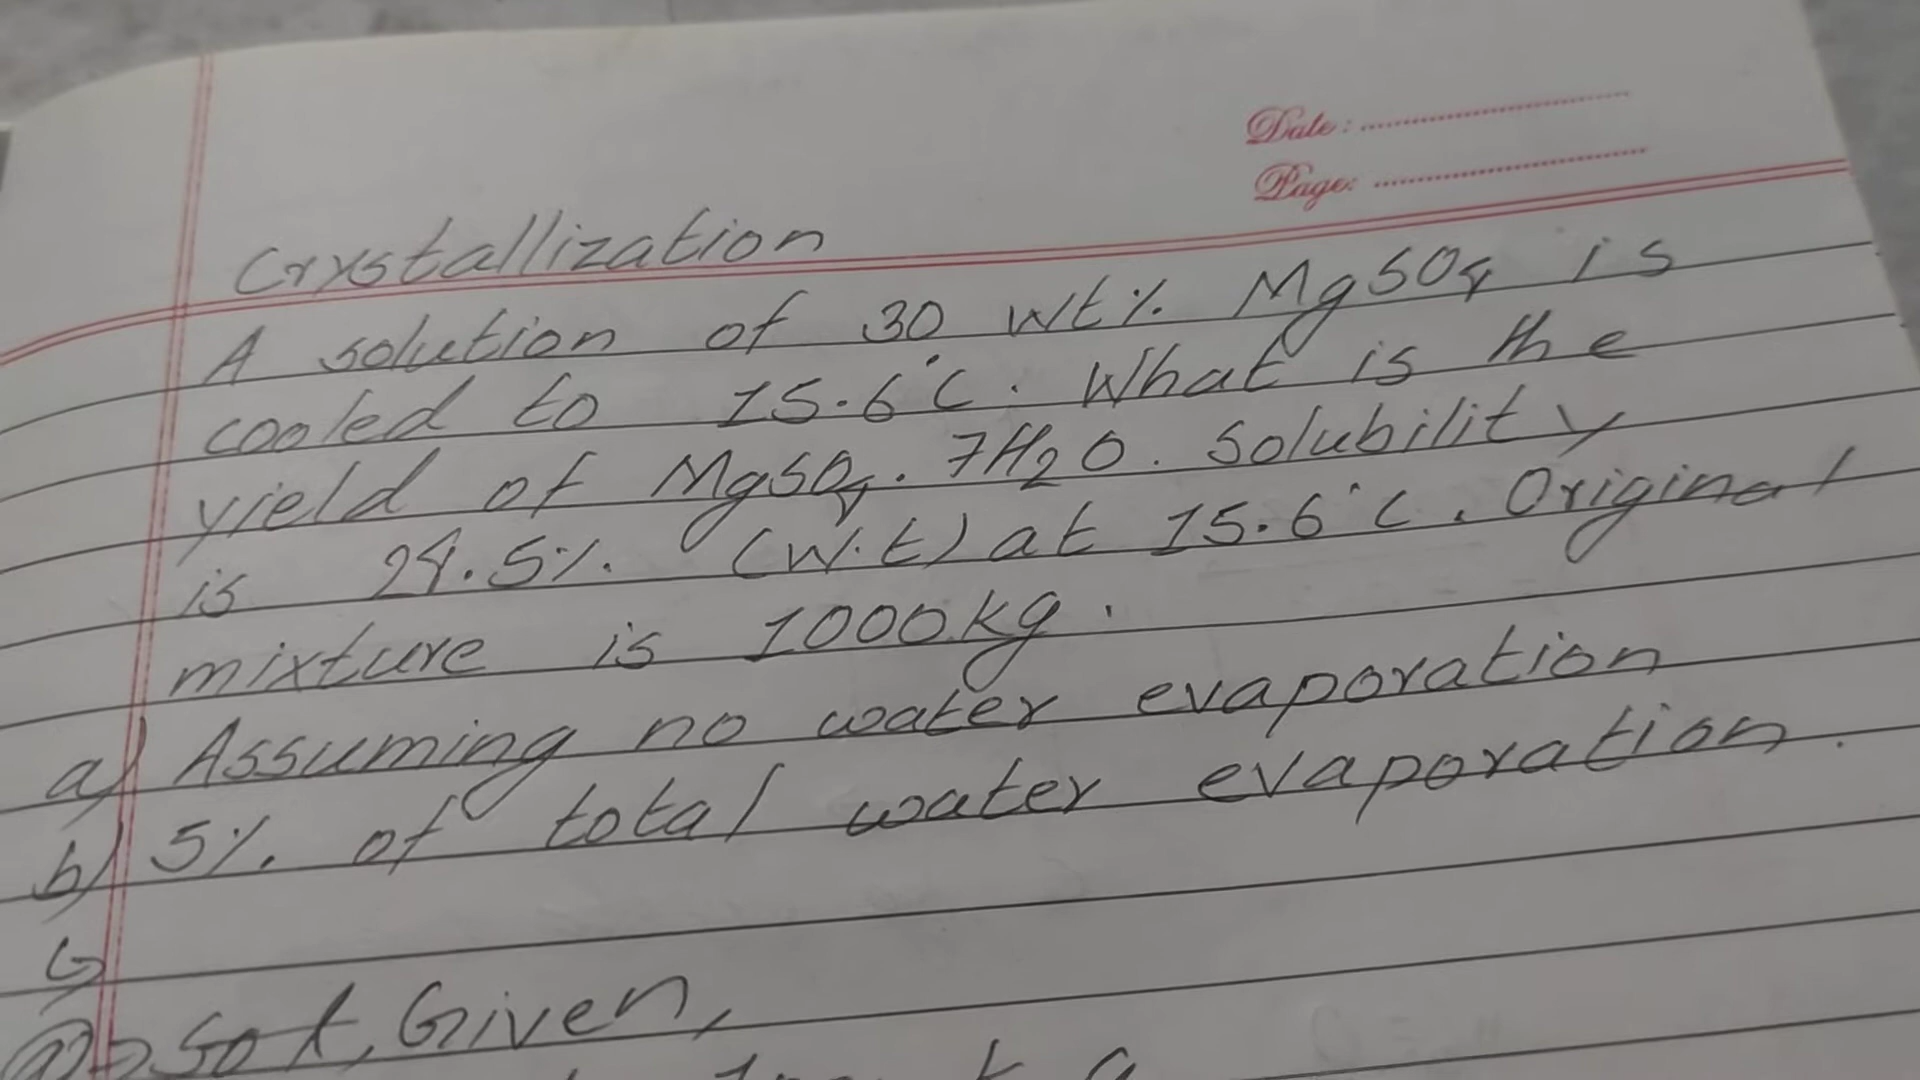 Date:
Page:
Crystallization
A solution of 30 wt% MgSO4 is
cooled to 15.6°C. What is the
yield of MgSO4.7H2O. Solubility
is 24.5%. (w.t) at 15.6°C. Original
mixture is 1000kg.
a) Assuming no water evaporation
b) 5% of total water evaporation.
Given,